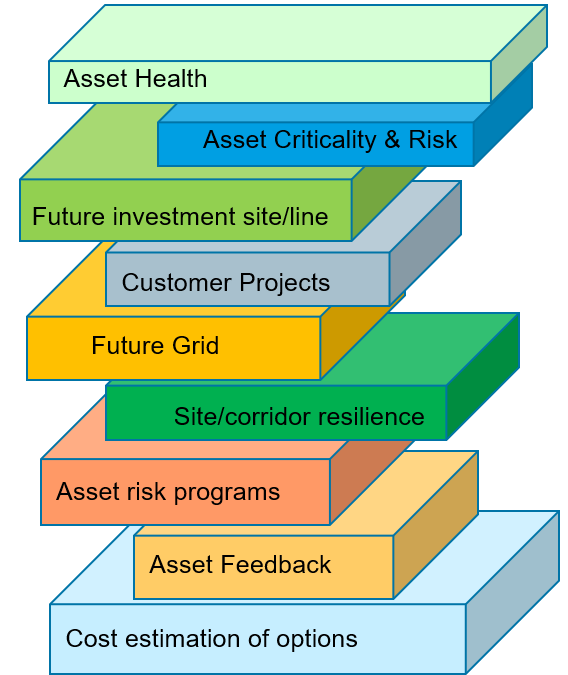 Asset Health
Asset Criticality & Risk
Future investment site/line
Customer Projects
Future Grid
Site/corridor resilience
Asset risk programs
Asset Feedback
Cost estimation of options